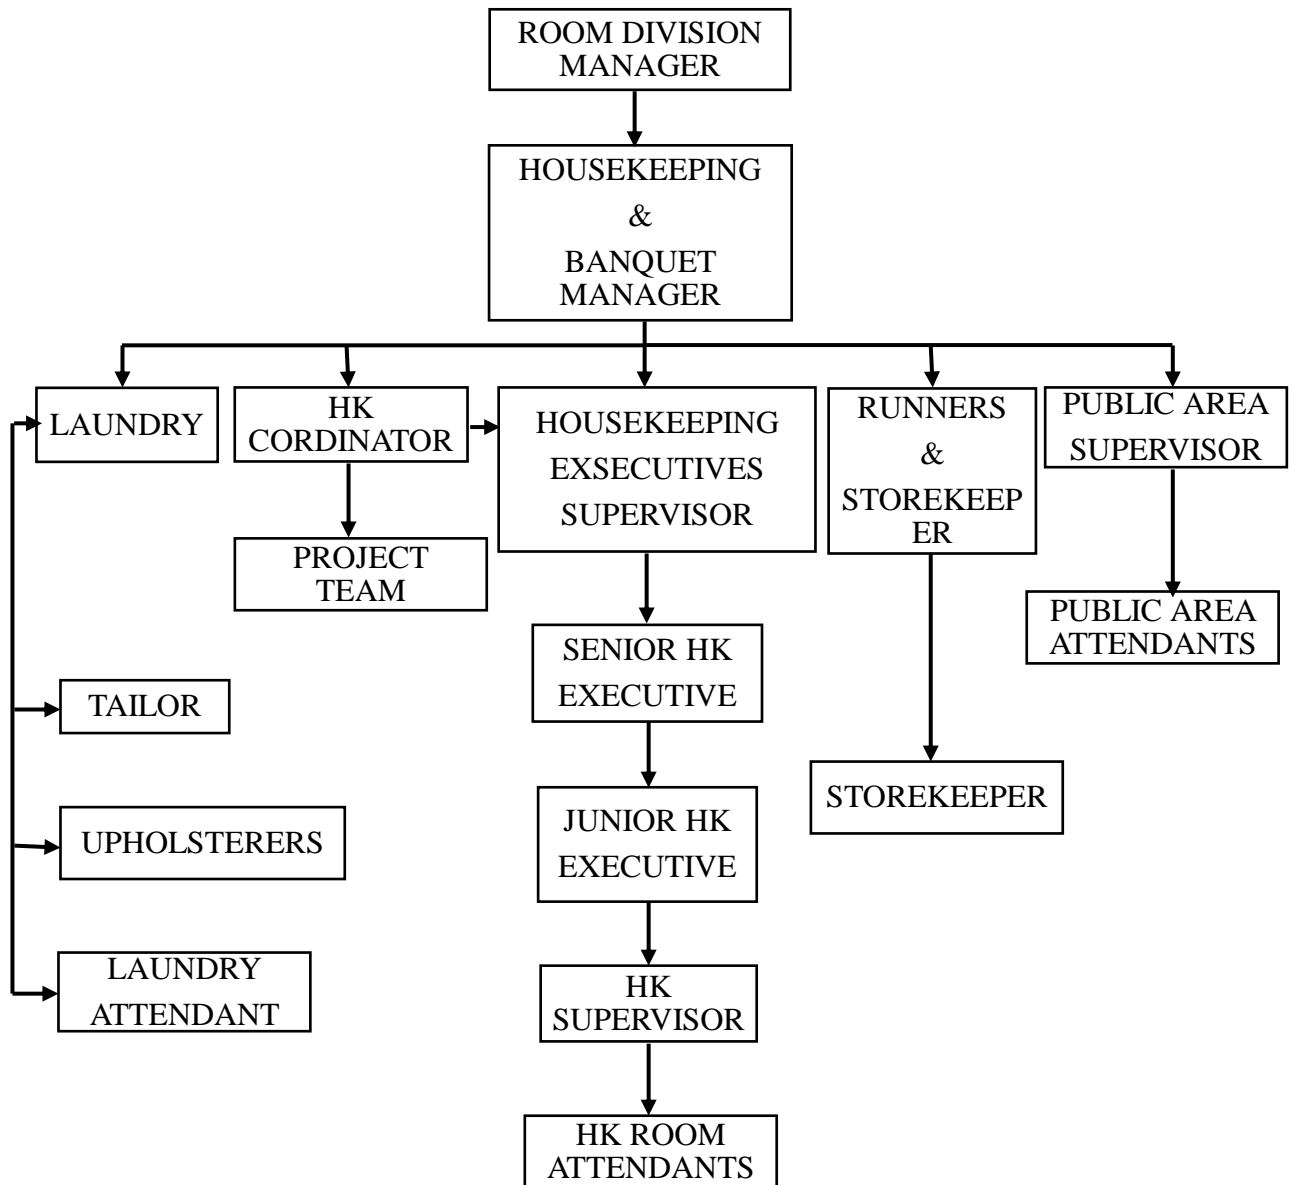 ROOM DIVISION
MANAGER
HOUSEKEEPING
&
BANQUET
MANAGER
LAUNDRY
HK
CORDINATOR
HOUSEKEEPING
EXSECUTIVES
SUPERVISOR
RUNNERS
&
STOREKEEP
ER
PUBLIC AREA
SUPERVISOR
PROJECT
TEAM
PUBLIC AREA
ATTENDANTS
SENIOR HK
EXECUTIVE
TAILOR
STOREKEEPER
JUNIOR HK
EXECUTIVE
UPHOLSTERERS
LAUNDRY
ATTENDANT
HK
SUPERVISOR
HK ROOM
ATTENDANTS